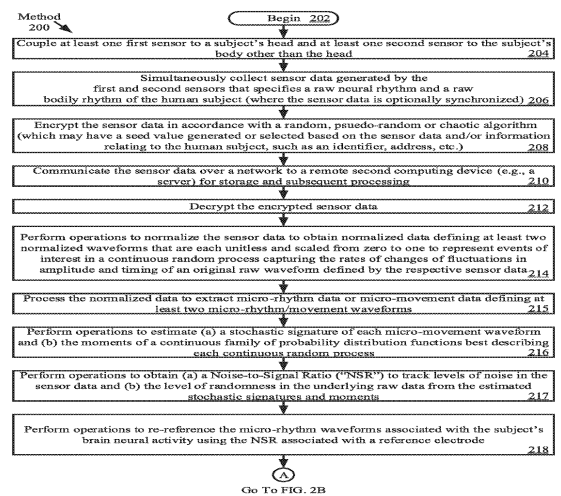 Method
200
Begin 202
Couple at least one first sensor to a subject's head and at least one second sensor to the subject's
body other than the head 204
Simultaneously collect sensor data generated by the
first and second sensors that specifies a raw neural rhythm and a raw
bodily rhythm of the human subject (where the sensor data is optionally synchronized) 206
Encrypt the sensor data in accordance with a random, psuedo-random or chaotic algorithm
(which may have a seed value generated or selected based on the sensor data and/or information
relating to the human subject, such as an identifier, address, etc.) 208
Communicate the sensor data over a network to a remote second computing device (e.g., a
server) for storage and subsequent processing 210
Decrypt the encrypted sensor data 212
Perform operations to normalize the sensor data to obtain normalized data defining at least two
normalized waveforms that are each unitless and scaled from zero to one to represent events of
interest in a continuous random process capturing the rates of changes of fluctuations in
amplitude and timing of an original raw waveform defined by the respective sensor data 214
Process the normalized data to extract micro-rhythm data or micro-movement data defining at
least two micro-rhythm/movement waveforms 215
Perform operations to estimate (a) a stochastic signature of each micro-movement waveform
and (b) the moments of a continuous family of probability distribution functions best describing
each continuous random process 216
Perform operations to obtain (a) a Noise-to-Signal Ratio ("NSR") to track levels of noise in the
sensor data and (b) the level of randomness in the underlying raw data from the estimated
stochastic signatures and moments 217
Perform operations to re-reference the micro-rhythm waveforms associated with the subject's
brain neural activity using the NSR associated with a reference electrode 218
A
Go To FIG. 2B